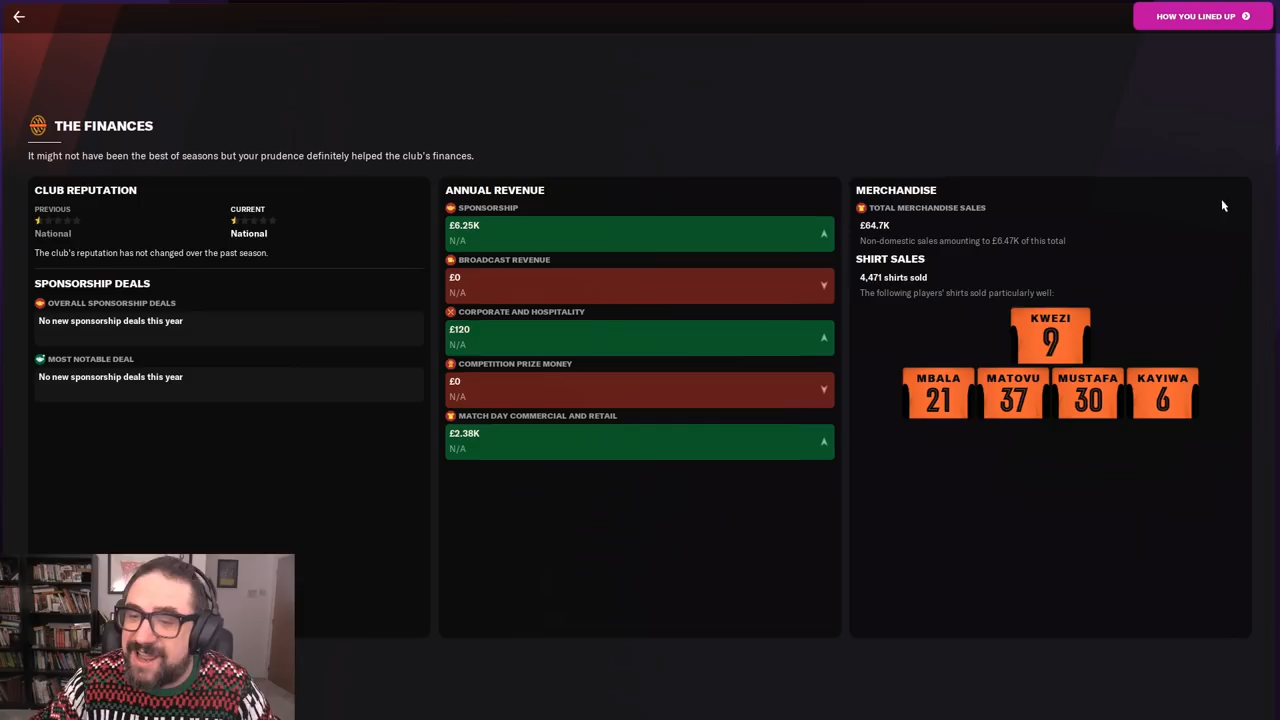 HOW YOU LINED UP
THE FINANCES
It might not have been the best of seasons but your prudence definitely helped the club's finances.
CLUB REPUTATION
PREVIOUS
CURRENT
National
National
The club's reputation has not changed over the past season.
SPONSORSHIP DEALS
OVERALL SPONSORSHIP DEALS
No new sponsorship deals this year
MOST NOTABLE DEAL
No new sponsorship deals this year
ANNUAL REVENUE
SPONSORSHIP
£6.25K
N/A
BROADCAST REVENUE
£0
N/A
CORPORATE AND HOSPITALITY
£120
N/A
COMPETITION PRIZE MONEY
£0
N/A
MATCH DAY COMMERCIAL AND RETAIL
£2.38K
N/A
MERCHANDISE
TOTAL MERCHANDISE SALES
£64.7K
Non-domestic sales amounting to £6.47K of this total
SHIRT SALES
4,471 shirts sold
The following players' shirts sold particularly well:
KWEZI
9
MBALA MATOVU MUSTAFA KAYIWA
21 37 30 6